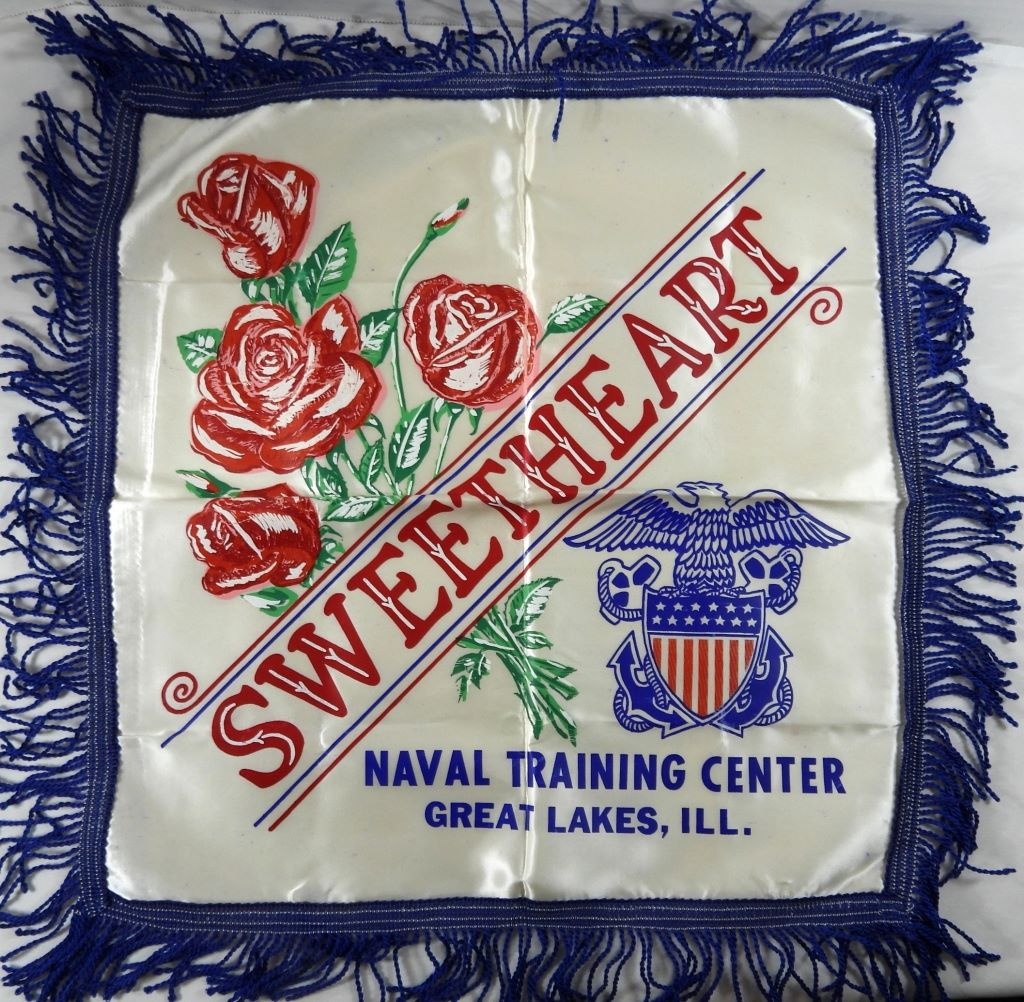 SWEETHEART
NAVAL TRAINING CENTER
GREAT LAKES, ILL.